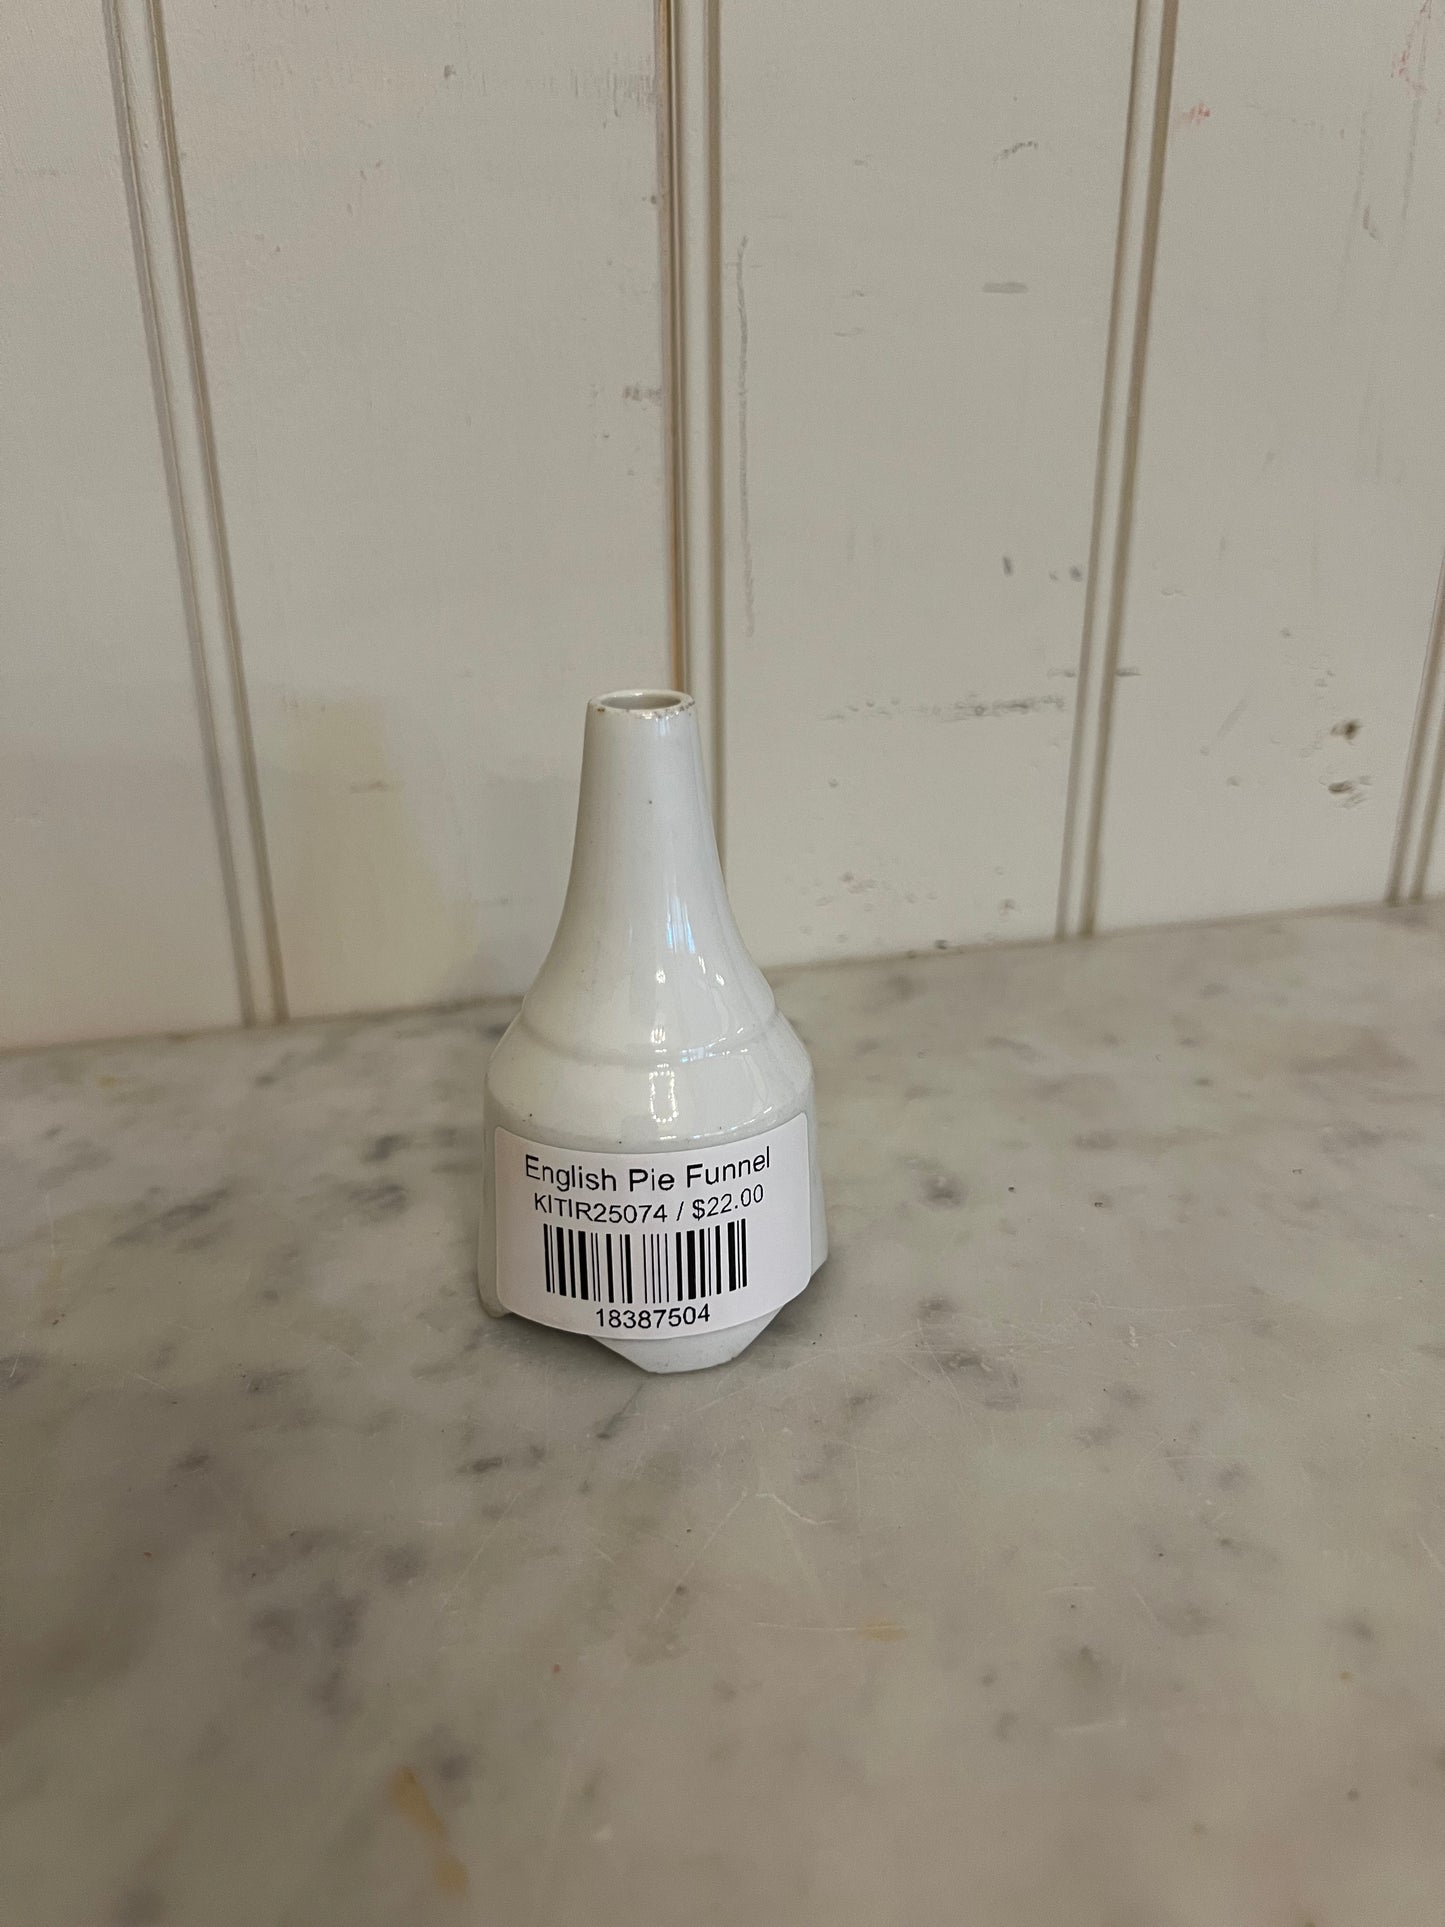 English Pie Funnel
KITIR25074 / $22.00
18387504